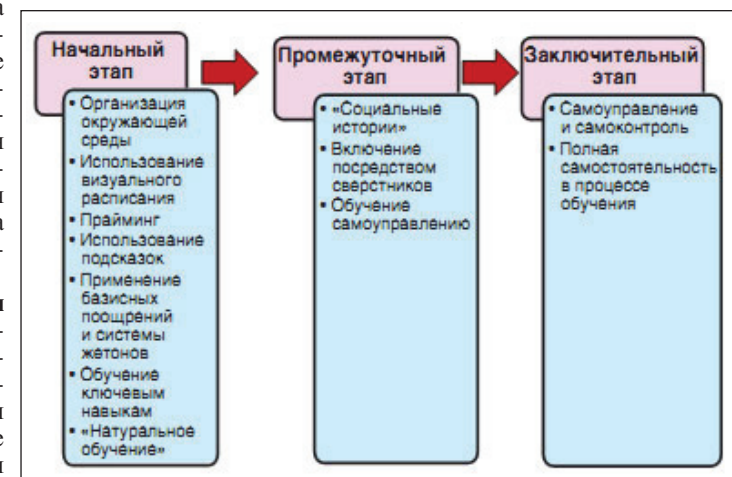 Начальный
этап
• Организация
окружающей
среды
• Использование
визуального
расписания
• Прайминг
• Использование
подсказок
• Применение
базисных
поощрений
и системы
жетонов
• Обучение
ключевым
навыкам
• «Натуральное
обучение»
Промежуточный
этап
• «Социальные
истории»
• Включение
посредством
сверстников
• Обучение
самоуправлению
Заключительный
этап
• Самоуправление
и самоконтроль
• Полная
самостоятельность
в процессе
обучения